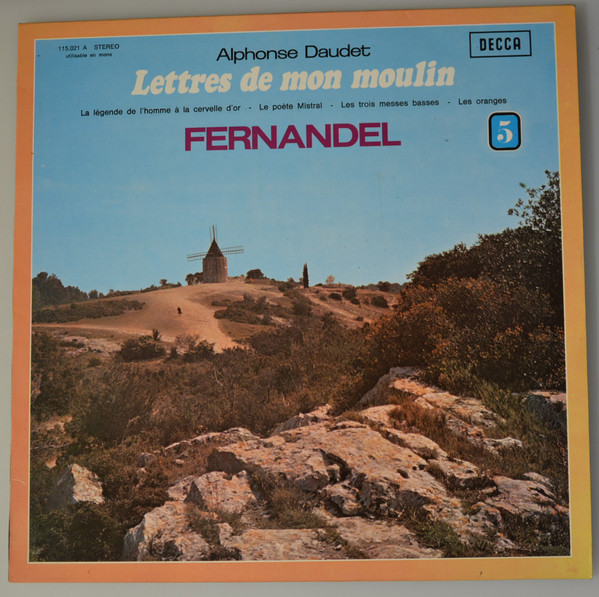 115.021 A STEREO
utilisable en mono
DECCA
Alphonse Daudet
Lettres de mon moulin
La légende de l'homme à la cervelle d'or - Le poète Mistral - Les trois messes basses - Les oranges
FERNANDEL
5